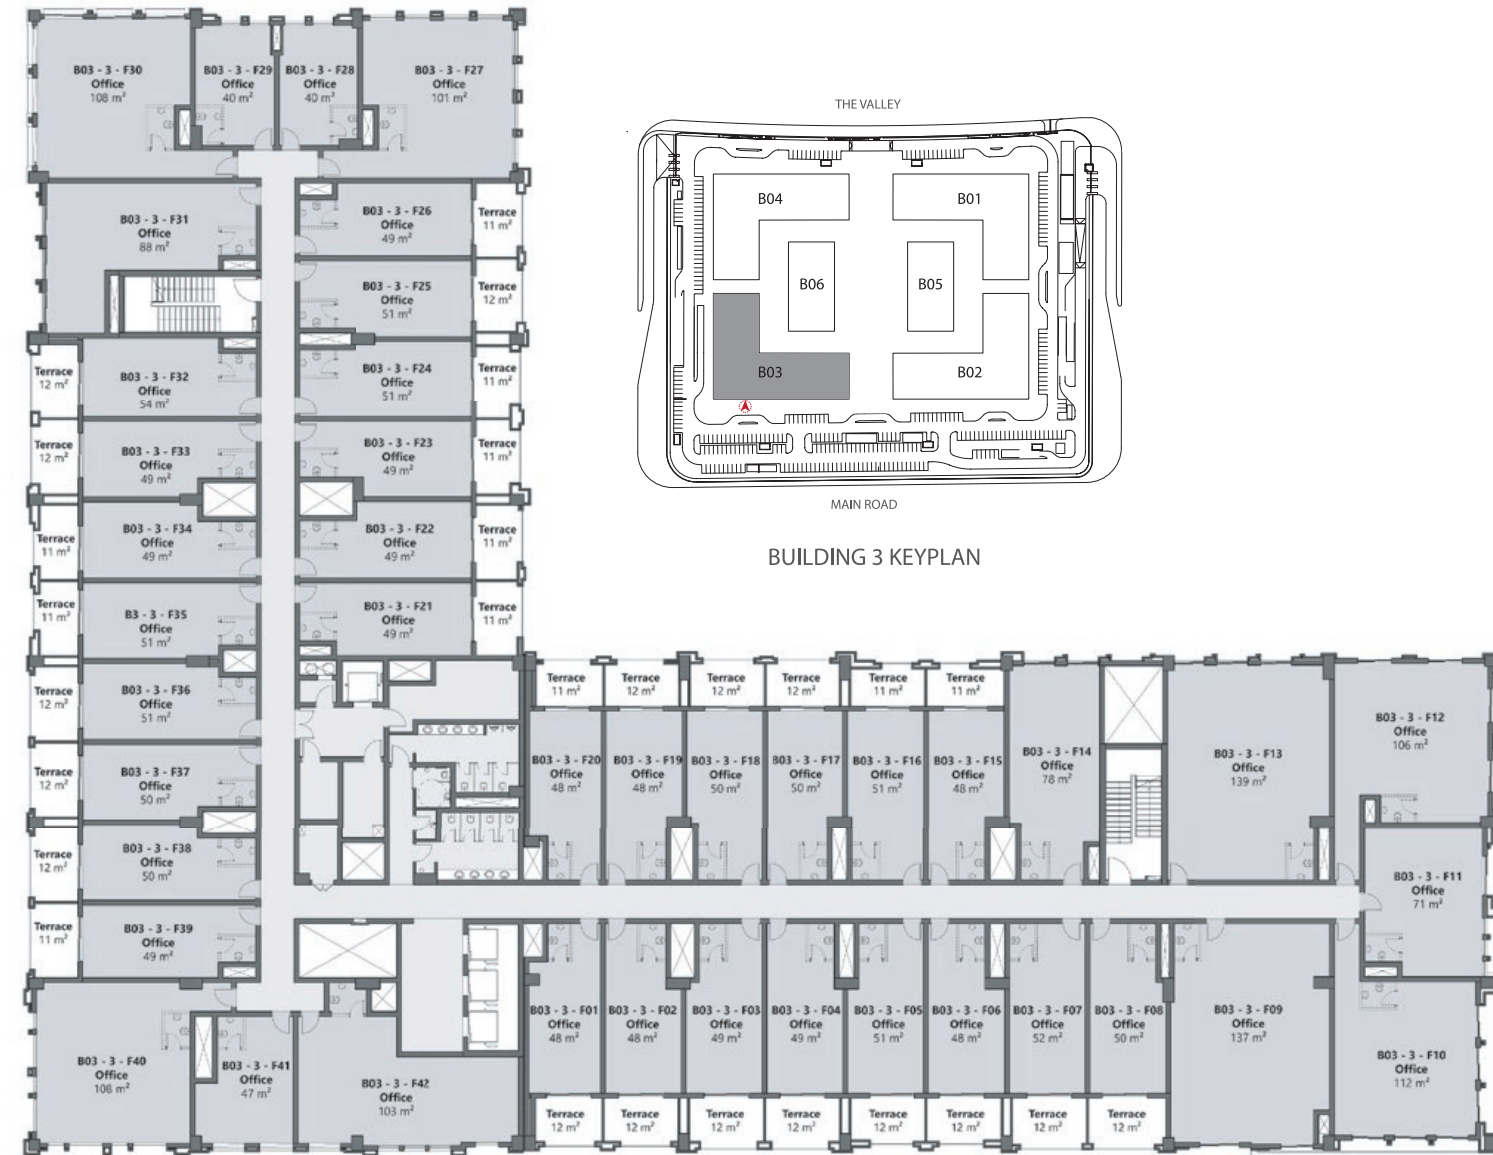 B03 - 3 - F30
Office
108 m²
B03 - 3 - F29
Office
40 m²
B03 - 3 - F28
Office
40 m²
B03 - 3 - F27
Office
101 m²
B03 - 3 - F31
Office
88 m²
B03 - 3 - F26
Office
49 m²
Terrace
11 m²
B03 - 3 - F25
Office
51 m²
Terrace
12 m²
Terrace
12 m²
B03 - 3 - F32
Office
54 m²
B03 - 3 - F24
Office
51 m²
Terrace
11 m²
Terrace
12 m²
B03 - 3 - F33
Office
49 m²
B03 - 3 - F23
Office
49 m²
Terrace
11 m²
Terrace
11 m²
B03 - 3 - F34
Office
49 m²
B03 - 3 - F22
Office
49 m²
Terrace
11 m²
Terrace
11 m²
B3 - 3 - F35
Office
51 m²
B03 - 3 - F21
Office
49 m²
Terrace
11 m²
Terrace
12 m²
B03 - 3 - F36
Office
51 m²
Terrace
12 m²
B03 - 3 - F37
Office
50 m²
Terrace
12 m²
B03 - 3 - F38
Office
50 m²
Terrace
11 m²
B03 - 3 - F39
Office
49 m²
B03 - 3 - F40
Office
108 m²
B03 - 3 - F41
Office
47 m²
B03 - 3 - F42
Office
103 m²
THE VALLEY
B04
B01
B06
B05
B03
B02
MAIN ROAD
BUILDING 3 KEYPLAN
Terrace
11 m²
Terrace
12 m²
Terrace
12 m²
Terrace
12 m²
Terrace
11 m²
Terrace
11 m²
B03 - 3 - F20
Office
48 m²
B03 - 3 - F19
Office
48 m²
B03 - 3 - F18
Office
50 m²
B03 - 3 - F17
Office
50 m²
B03 - 3 - F16
Office
51 m²
B03 - 3 - F15
Office
48 m²
B03 - 3 - F14
Office
78 m²
B03 - 3 - F13
Office
139 m²
B03 - 3 - F12
Office
106 m²
B03 - 3 - F11
Office
71 m²
B03 - 3 - F01
Office
48 m²
B03 - 3 - F02
Office
48 m²
B03 - 3 - F03
Office
49 m²
B03 - 3 - F04
Office
49 m²
B03 - 3 - F05
Office
51 m²
B03 - 3 - F06
Office
48 m²
B03 - 3 - F07
Office
52 m²
B03 - 3 - F08
Office
50 m²
B03 - 3 - F09
Office
137 m²
B03 - 3 - F10
Office
112 m²
Terrace
12 m²
Terrace
12 m²
Terrace
12 m²
Terrace
12 m²
Terrace
12 m²
Terrace
12 m²
Terrace
12 m²
Terrace
12 m²